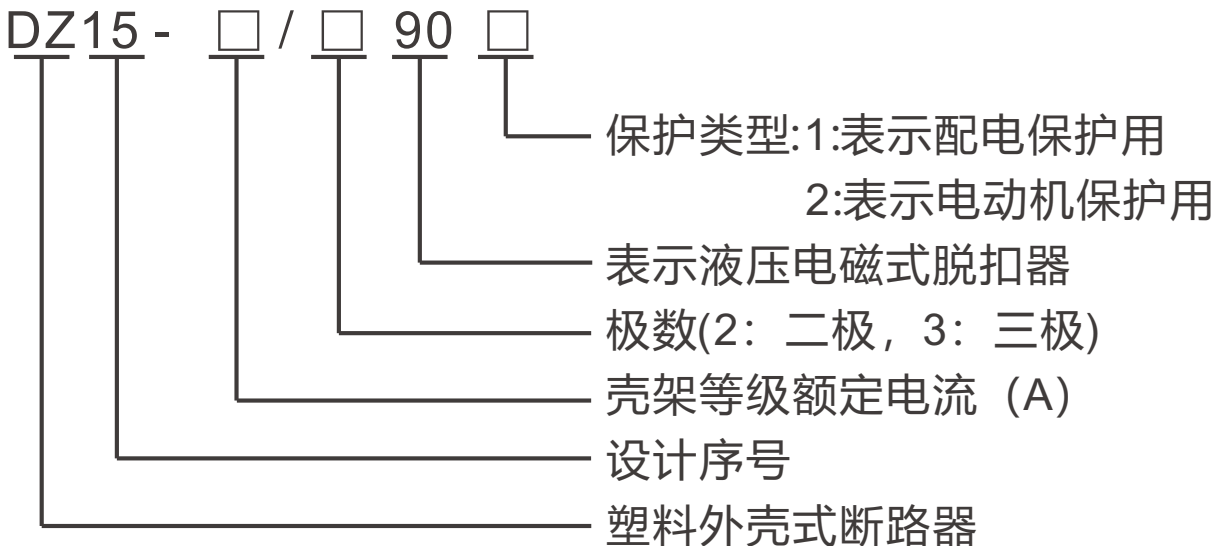 DZ15 - □ / □ 90 □
保护类型:1:表示配电保护用
2:表示电动机保护用
表示液压电磁式脱扣器
极数(2：二极，3：三极)
壳架等级额定电流（A）
设计序号
塑料外壳式断路器